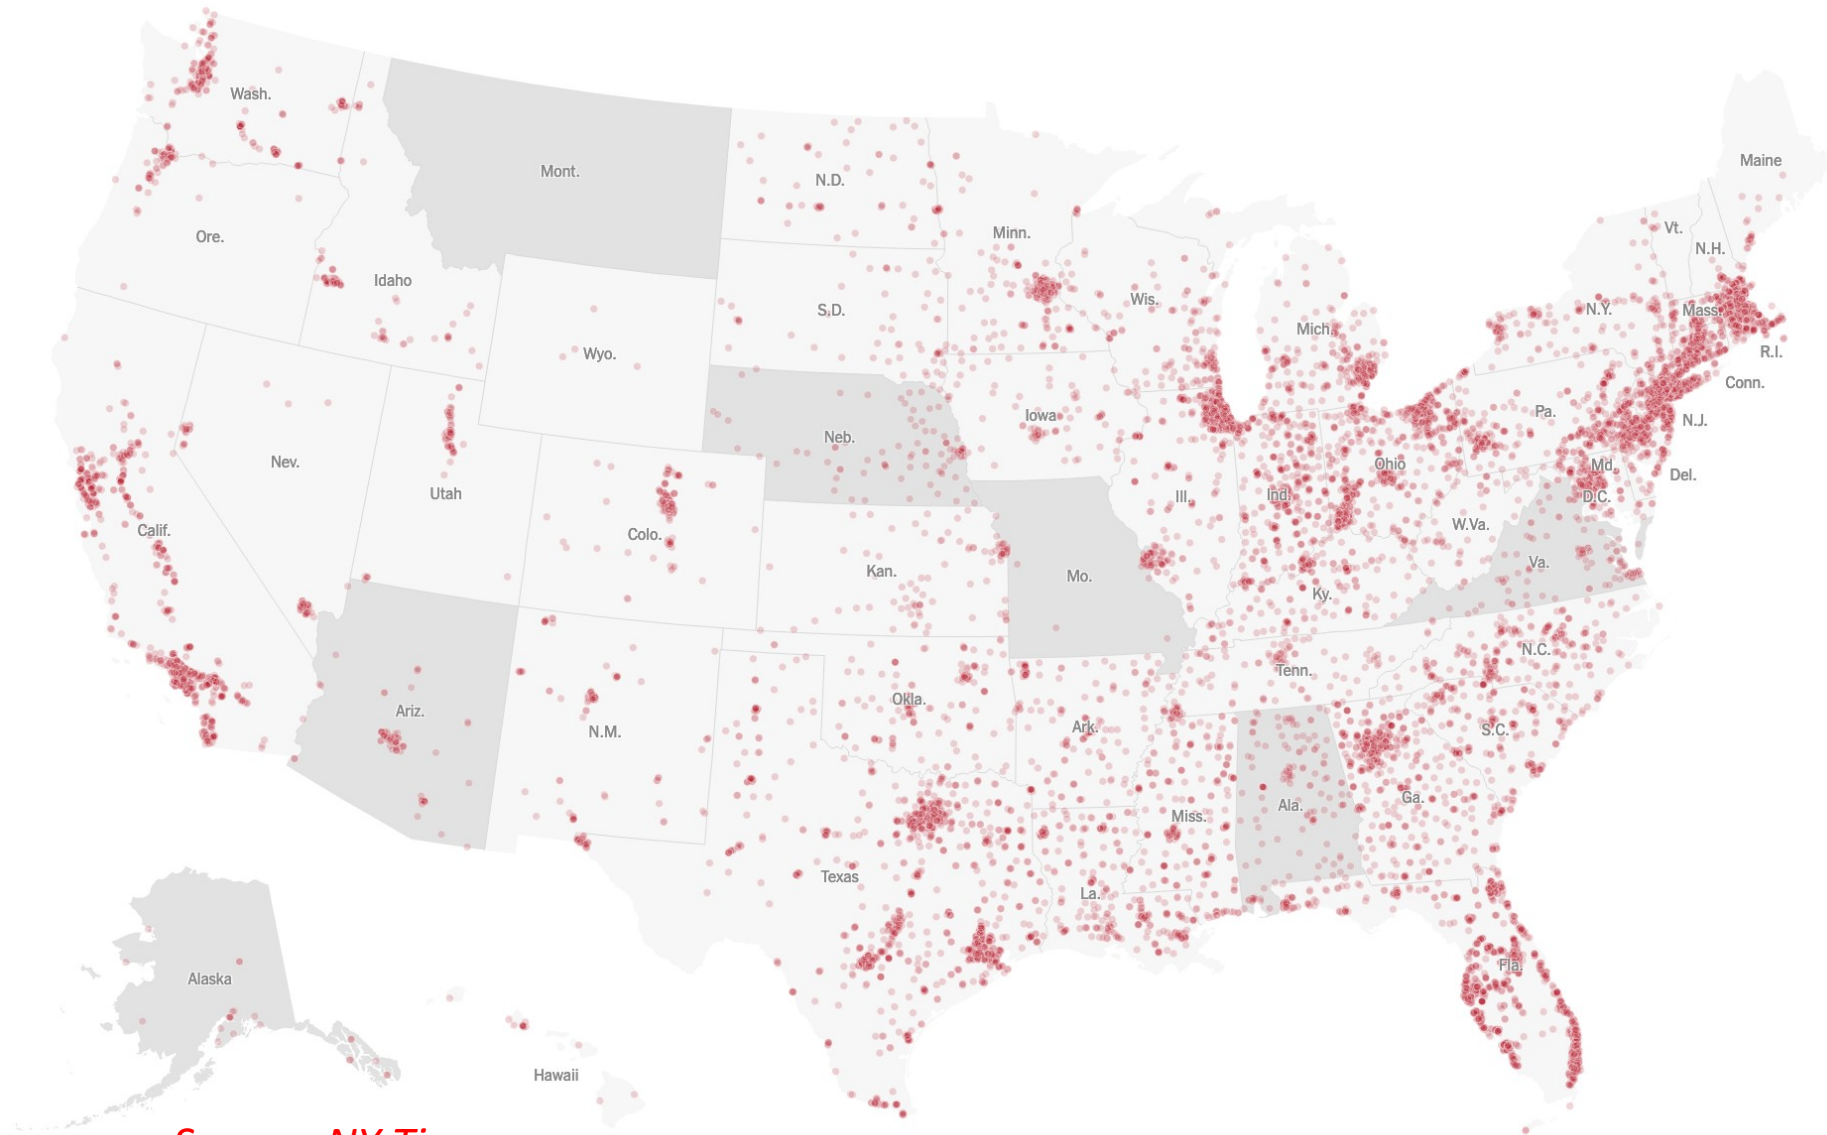 Wash.
Mont.
Maine
N.D.
Vt.
Minn.
Ore.
N.H.
Idaho
Wis.
S.D.
N.Y.
Mass.
Mich.
Wyo.
R.I.
Conn.
Iowa
Pa.
N.J.
Neb.
Nev.
Ohio
Md.
Del.
Utah
Ill.
Ind.
D.C.
W.Va.
Calif.
Colo.
Va.
Kan.
Mo.
Ky.
N.C.
Tenn.
Okla.
Ariz.
Ark.
S.C.
N.M.
Ga.
Ala.
Miss.
Texas
La.
Fla.
Alaska
Hawaii